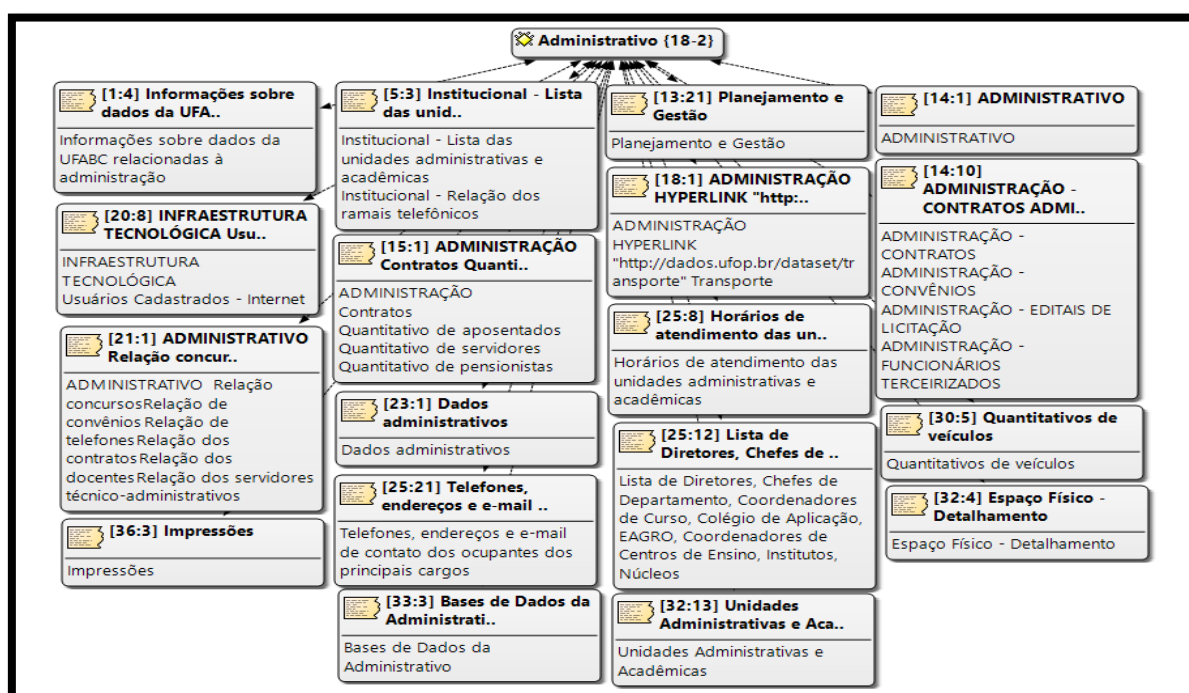 Administrativo {18-2}
[1:4] Informações sobre
dados da UFA..
Informações sobre dados da
UFABC relacionadas à
administração
[20:8] INFRAESTRUTURA
TECNOLÓGICA Usu..
INFRAESTRUTURA
TECNOLÓGICA
Usuários Cadastrados - Internet
[21:1] ADMINISTRATIVO
Relação concur..
ADMINISTRATIVO Relação
concursosRelação de
convênios Relação de
telefonesRelação dos
contratosRelação dos
docentesRelação dos servidores
técnico-administrativos
[36:3] Impressões
Impressões
[5:3] Institucional - Lista
das unid..
Institucional - Lista das
unidades administrativas e
acadêmicas
Institucional - Relação dos
ramais telefônicos
[15:1] ADMINISTRAÇÃO
Contratos Quanti..
ADMINISTRAÇÃO
Contratos
Quantitativo de aposentados
Quantitativo de servidores
Quantitativo de pensionistas
[23:1] Dados
administrativos
Dados administrativos
[25:21] Telefones,
endereços e e-mail ..
Telefones, endereços e e-mail
de contato dos ocupantes dos
principais cargos
[33:3] Bases de Dados da
Administrati..
Bases de Dados da
Administrativo
[13:21] Planejamento e
Gestão
Planejamento e Gestão
[18:1] ADMINISTRAÇÃO
HYPERLINK "http:..
ADMINISTRAÇÃO
HYPERLINK
"http://dados.ufop.br/dataset/tr
ansporte" Transporte
[25:8] Horários de
atendimento das un..
Horários de atendimento das
unidades administrativas e
acadêmicas
[25:12] Lista de
Diretores, Chefes de ..
Lista de Diretores, Chefes de
Departamento, Coordenadores
de Curso, Colégio de Aplicação,
EAGRO, Coordenadores de
Centros de Ensino, Institutos,
Núcleos
[32:13] Unidades
Administrativas e Aca..
Unidades Administrativas e
Acadêmicas
[14:1] ADMINISTRATIVO
ADMINISTRATIVO
[14:10]
ADMINISTRAÇÃO -
CONTRATOS ADMI..
ADMINISTRAÇÃO -
CONTRATOS
ADMINISTRAÇÃO -
CONVÊNIOS
ADMINISTRAÇÃO - EDITAIS DE
LICITAÇÃO
ADMINISTRAÇÃO -
FUNCIONÁRIOS
TERCEIRIZADOS
[30:5] Quantitativos de
veículos
Quantitativos de veículos
[32:4] Espaço Físico -
Detalhamento
Espaço Físico - Detalhamento